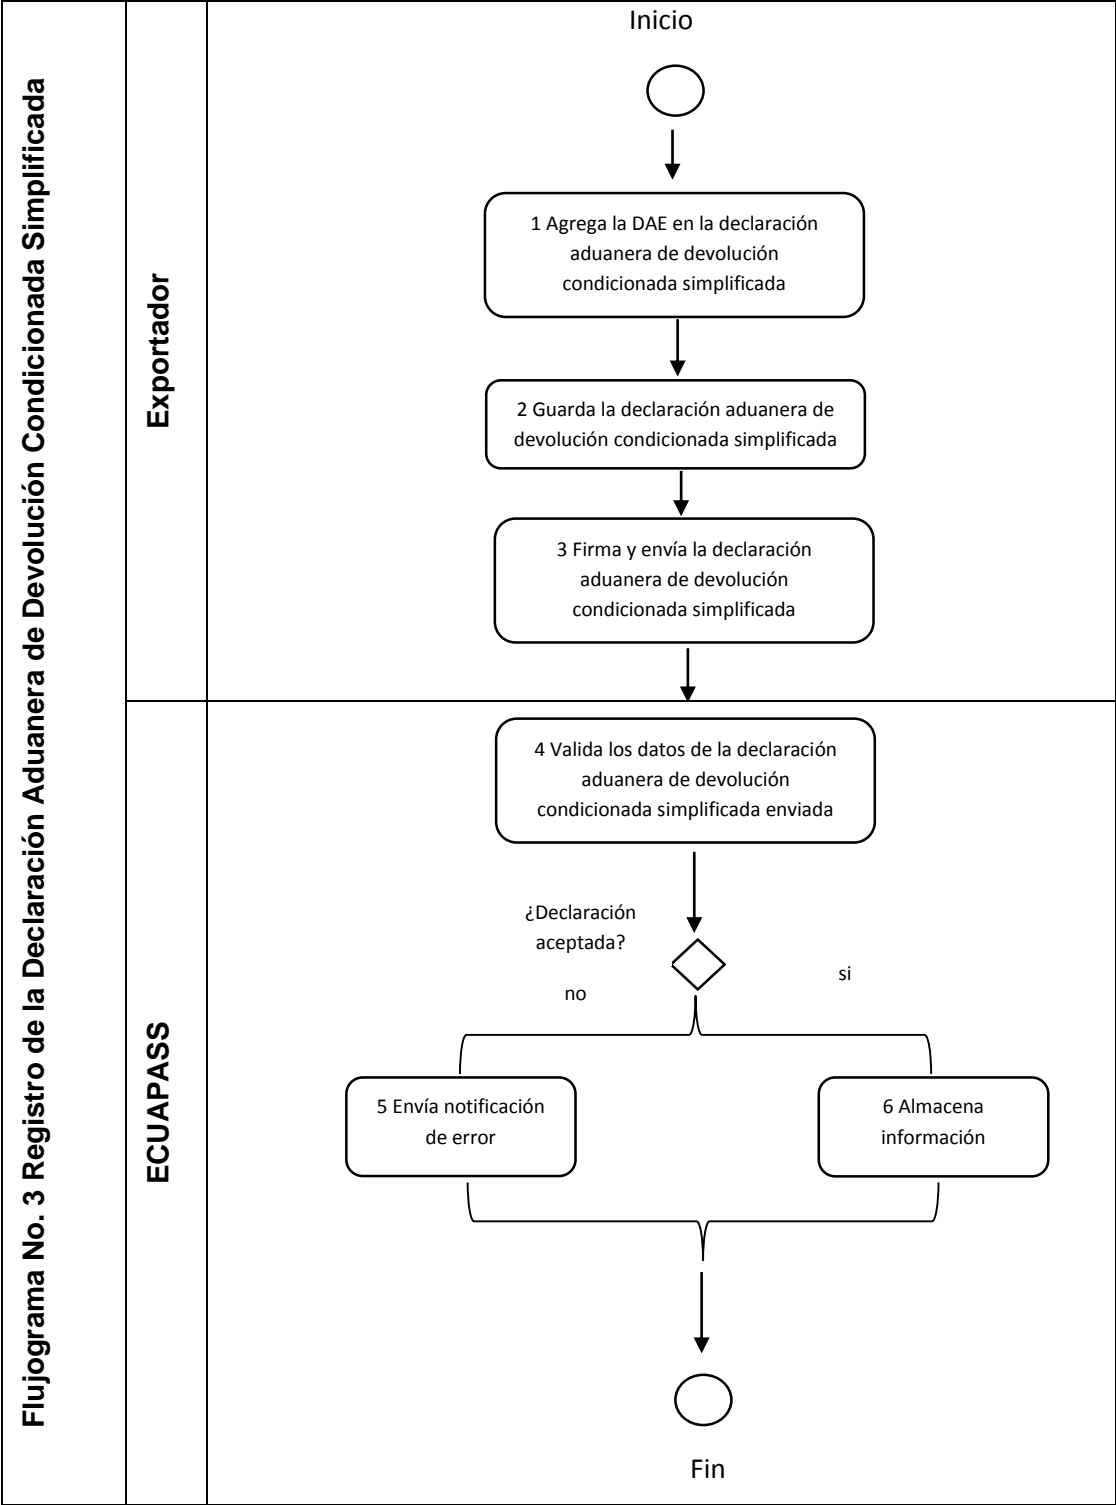 Flujograma No. 3 Registro de la Declaración Aduanera de Devolución Condicionada Simplificada
Exportador
Inicio
1 Agrega la DAE en la declaración
aduanera de devolución
condicionada simplificada
2 Guarda la declaración aduanera de
devolución condicionada simplificada
3 Firma y envía la declaración
aduanera de devolución
condicionada simplificada
ECUAPASS
4 Valida los datos de la declaración
aduanera de devolución
condicionada simplificada enviada
¿Declaración
aceptada?
no
si
5 Envía notificación
de error
6 Almacena
información
Fin